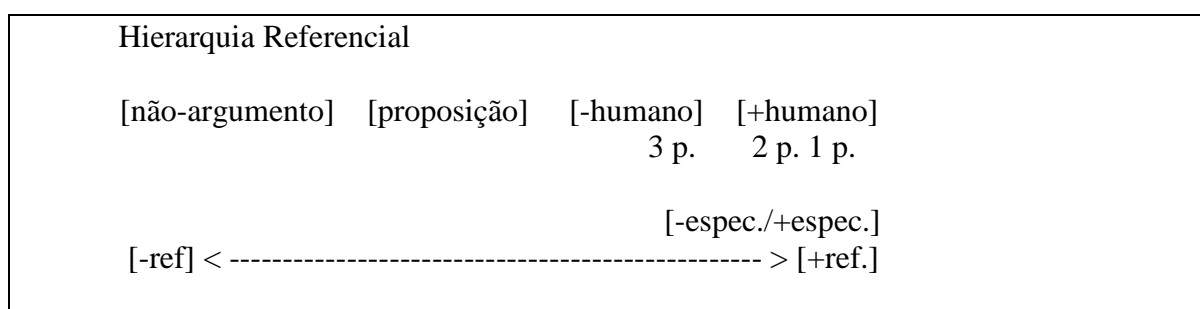 Hierarquia Referencial
[não-argumento] [proposição] [-humano] [+humano]
3 p. 2 p. 1 p.
[-espec./+espec.]
[-ref] < ------------------------------------------------- > [+ref.]